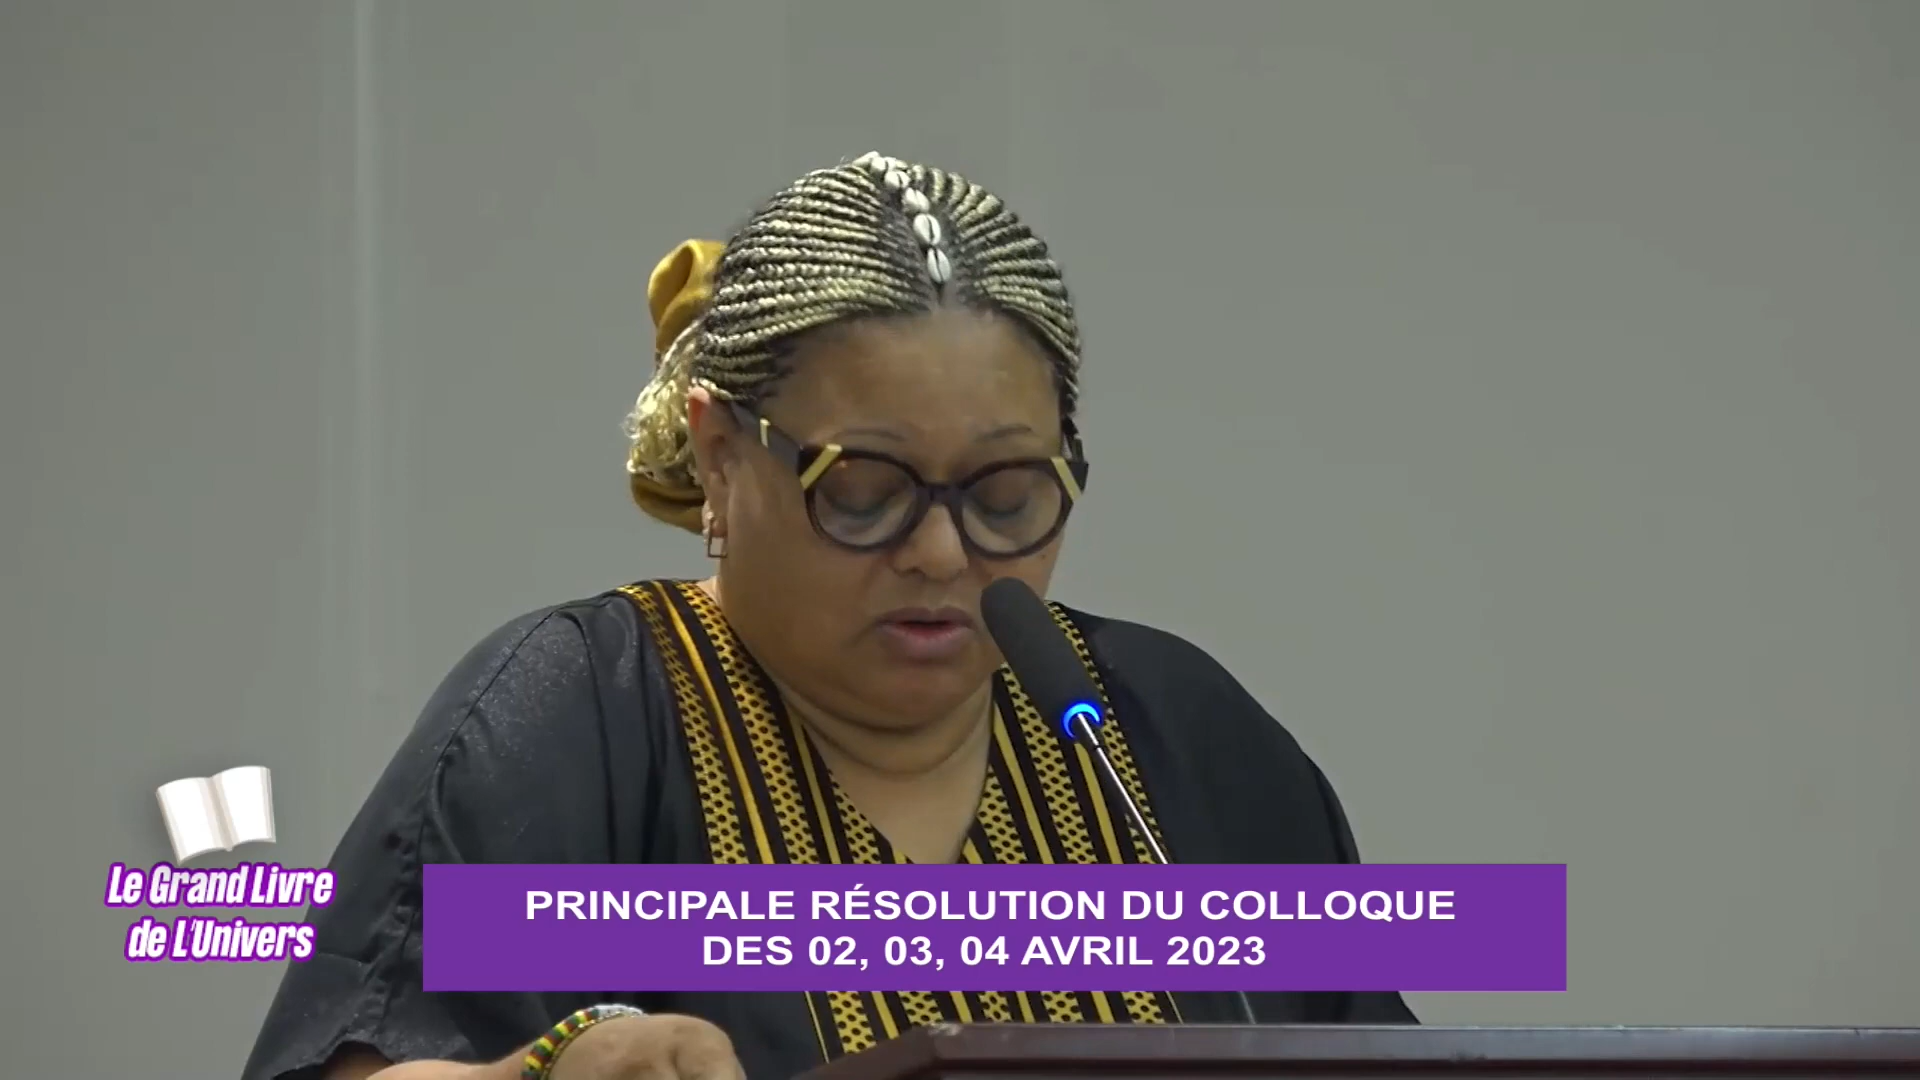 Le Grand Livre
de L'Univers
PRINCIPALE RÉSOLUTION DU COLLOQUE
DES 02, 03, 04 AVRIL 2023